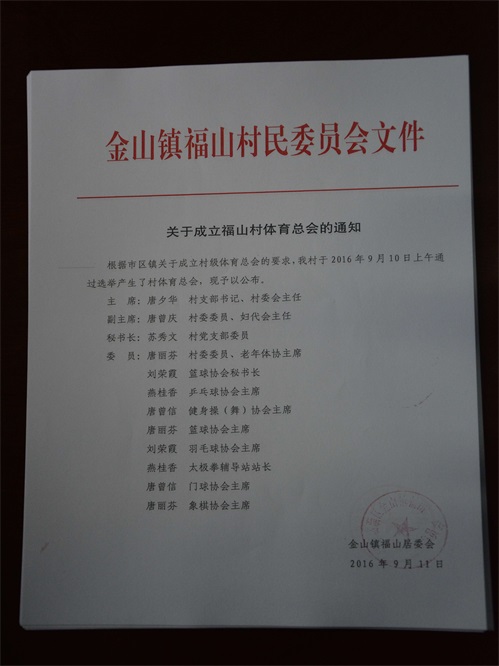 金山镇福山村民委员会文件
关于成立福山村体育总会的通知
根据市区镇关于成立村级体育总会的要求，我村于2016年9月10日上午通
过选举产生了村体育总会，现予以公布。
主　席：唐夕华　村支部书记、村委会主任
副主席：唐曾庆　村委委员、妇代会主任
秘书长：苏秀文　村党支部委员
委　员：唐丽芬　村委委员、老年体协主席
刘荣霞　篮球协会秘书长
燕桂香　乒乓球协会主席
唐曾信　健身操（舞）协会主席
唐丽芬　篮球协会主席
刘荣霞　羽毛球协会主席
燕桂香　太极拳辅导站站长
唐曾信　门球协会主席
唐丽芬　象棋协会主席
金山镇福山居委会
2016年9月11日